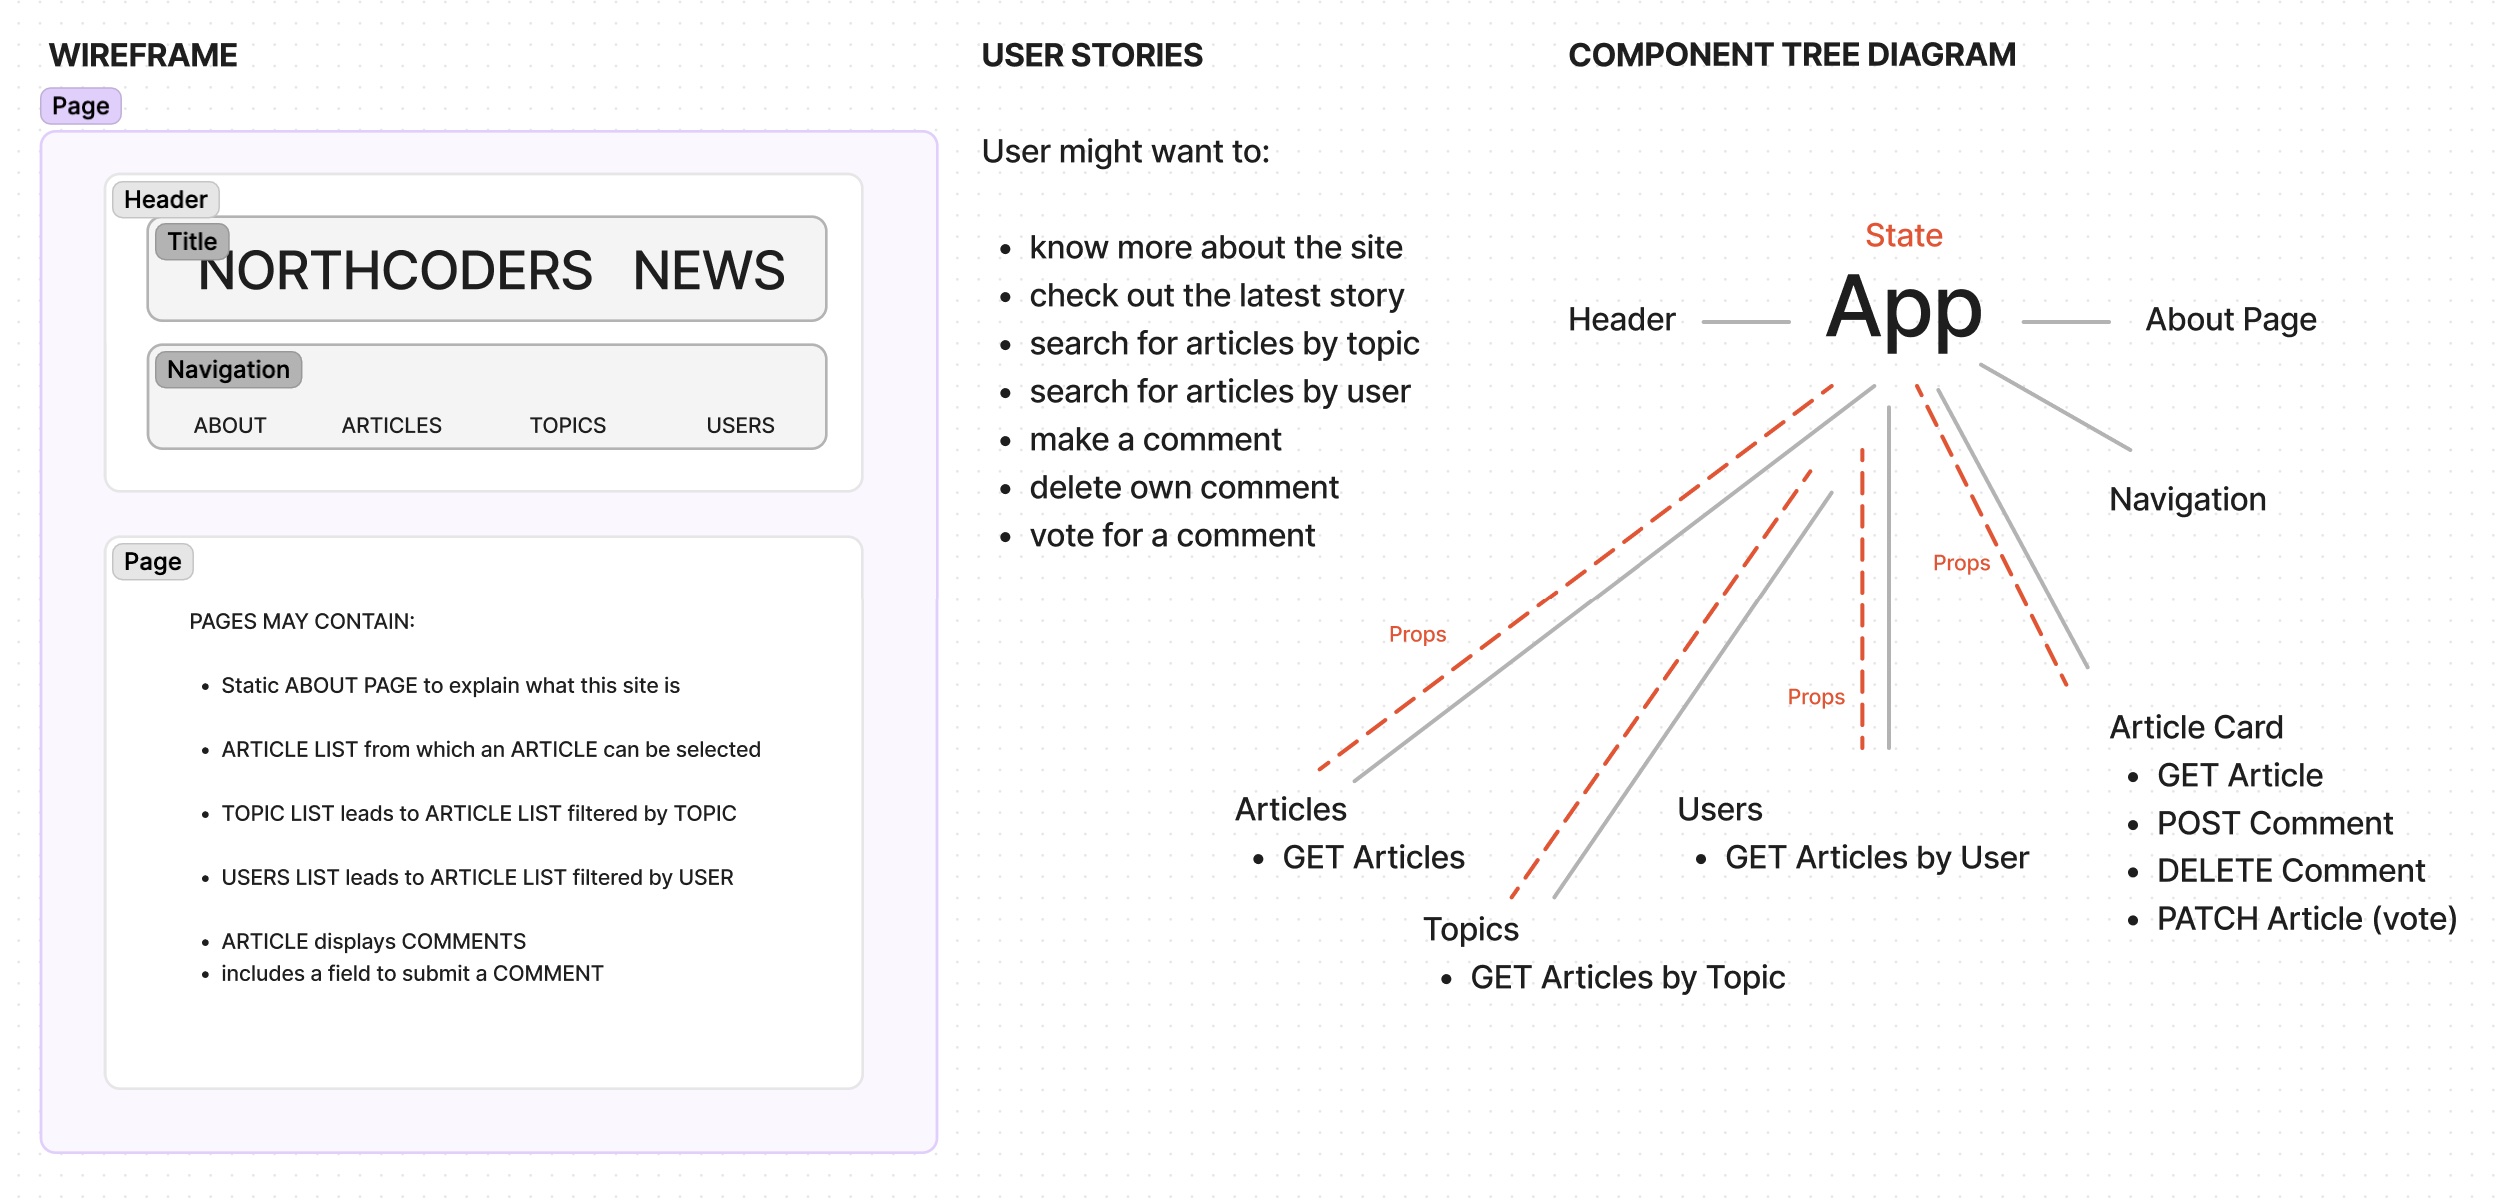 WIREFRAME
Page
Header
Title
NORTHCODERS NEWS
Navigation
ABOUT ARTICLES TOPICS USERS
Page
PAGES MAY CONTAIN:
• Static ABOUT PAGE to explain what this site is
• ARTICLE LIST from which an ARTICLE can be selected
• TOPIC LIST leads to ARTICLE LIST filtered by TOPIC
• USERS LIST leads to ARTICLE LIST filtered by USER
• ARTICLE displays COMMENTS
• includes a field to submit a COMMENT
USER STORIES
User might want to:
• know more about the site
• check out the latest story
• search for articles by topic
• search for articles by user
• make a comment
• delete own comment
• vote for a comment
COMPONENT TREE DIAGRAM
State
Header
App
About Page
Navigation
Props
Props
Props
Articles
• GET Articles
Topics
• GET Articles by Topic
Users
• GET Articles by User
Article Card
• GET Article
• POST Comment
• DELETE Comment
• PATCH Article (vote)